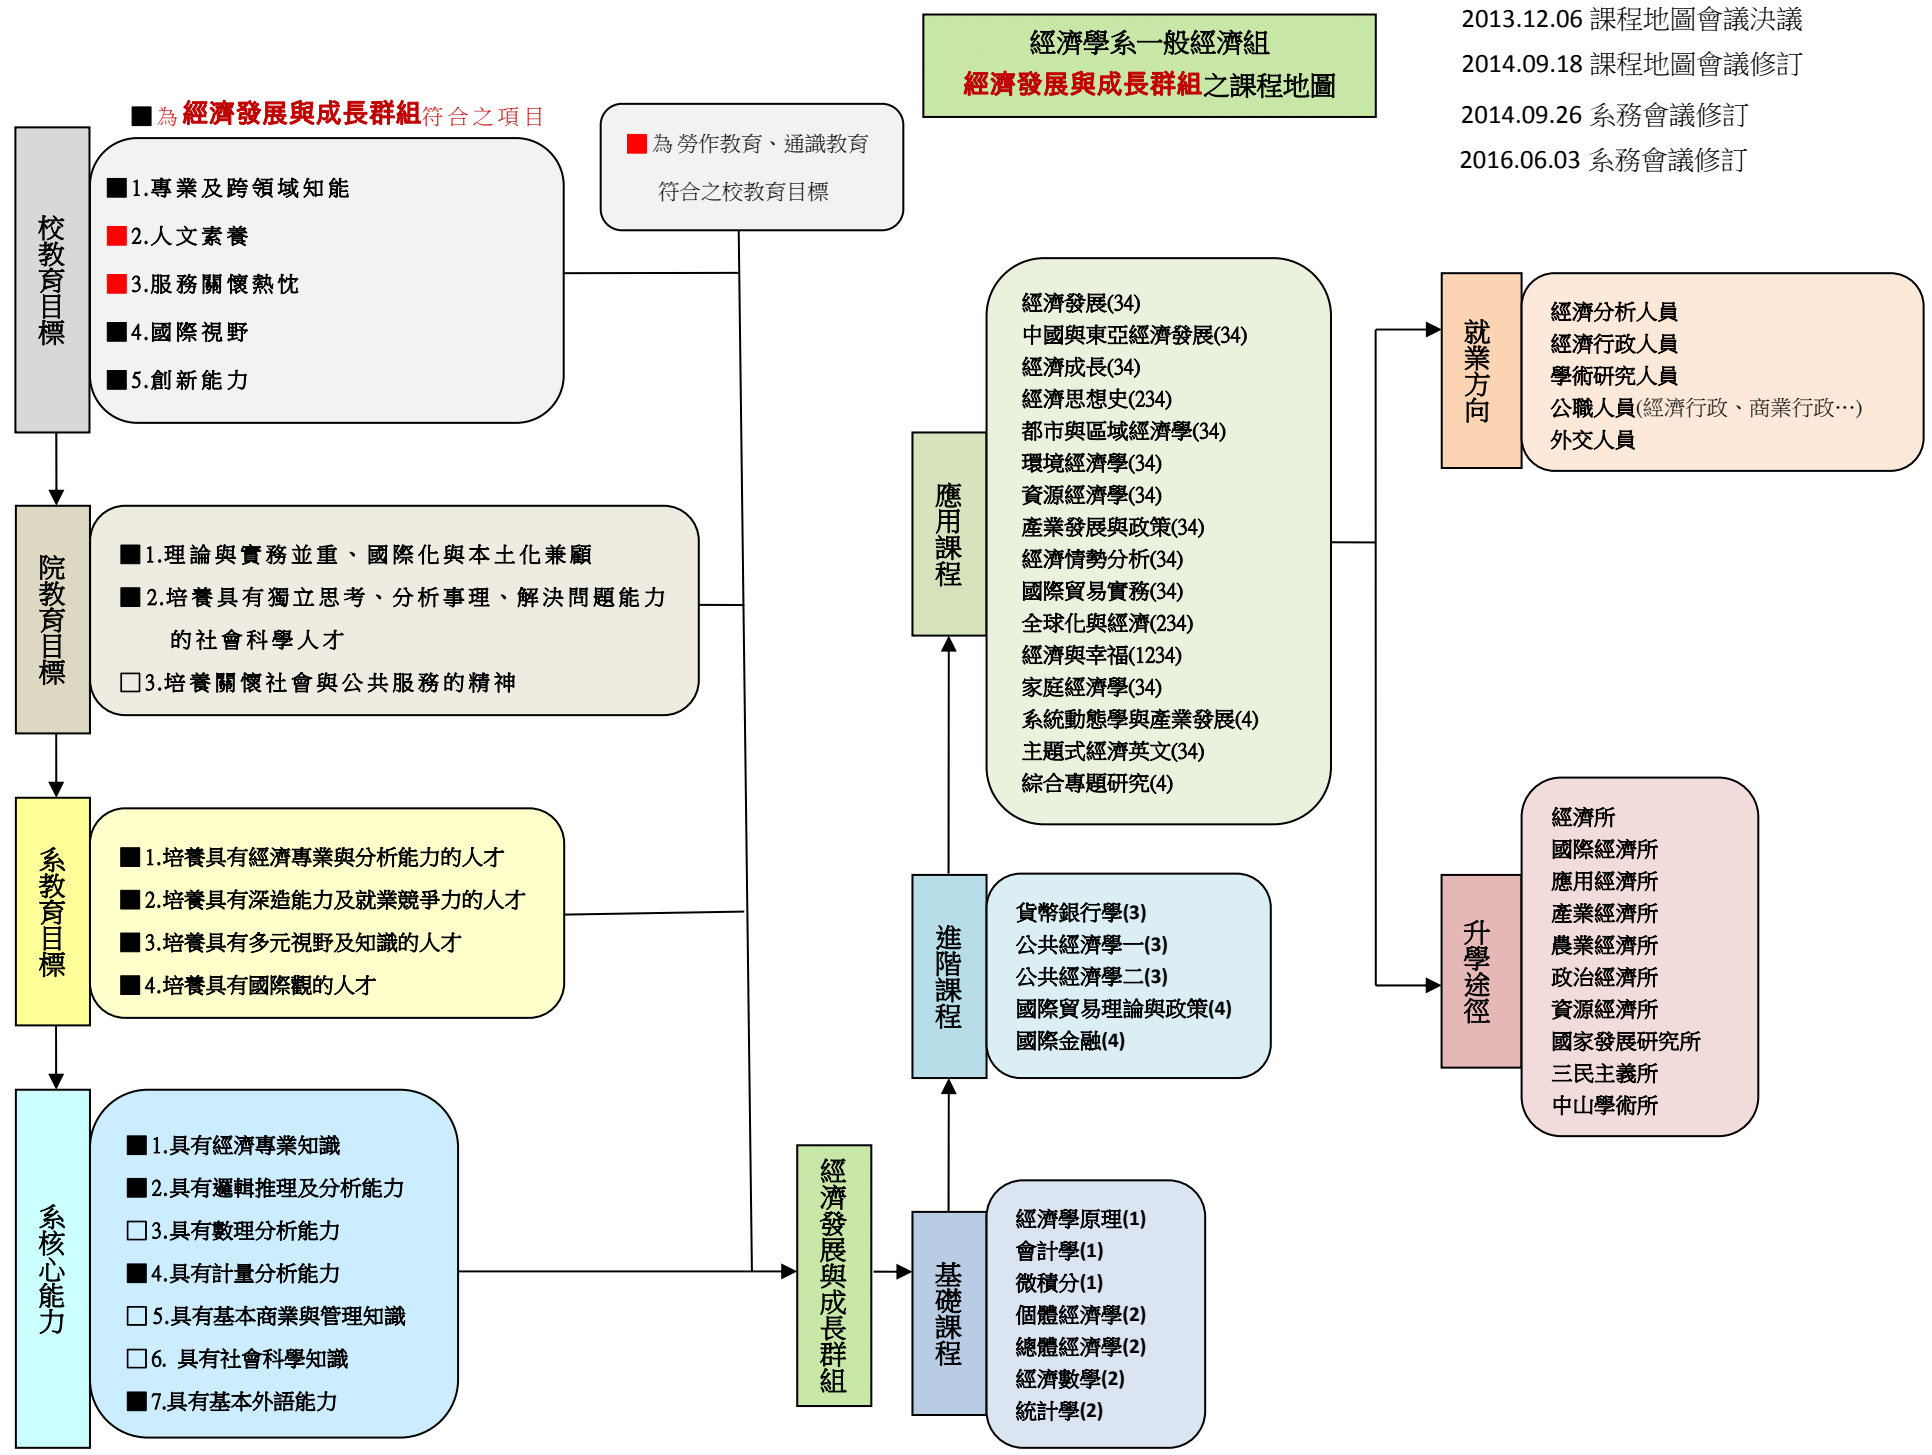 經濟學系一般經濟組
經濟發展與成長群組之課程地圖
2013.12.06 課程地圖會議決議
2014.09.18 課程地圖會議修訂
2014.09.26 系務會議修訂
2016.06.03 系務會議修訂
■為經濟發展與成長群組符合之項目
■為勞作教育、通識教育
符合之校教育目標
校教育目標
■1.專業及跨領域知能
■2.人文素養
■3.服務關懷熱忱
■4.國際視野
■5.創新能力
院教育目標
■1.理論與實務並重、國際化與本土化兼顧
■2.培養具有獨立思考、分析事理、解決問題能力
的社會科學人才
□3.培養關懷社會與公共服務的精神
系教育目標
■1.培養具有經濟專業與分析能力的人才
■2.培養具有深造能力及就業競爭力的人才
■3.培養具有多元視野及知識的人才
■4.培養具有國際觀的人才
系核心能力
■1.具有經濟專業知識
■2.具有邏輯推理及分析能力
□3.具有數理分析能力
■4.具有計量分析能力
□5.具有基本商業與管理知識
□6. 具有社會科學知識
■7.具有基本外語能力
經濟發展與成長群組
基礎課程
經濟學原理(1)
會計學(1)
微積分(1)
個體經濟學(2)
總體經濟學(2)
經濟數學(2)
統計學(2)
進階課程
貨幣銀行學(3)
公共經濟學一(3)
公共經濟學二(3)
國際貿易理論與政策(4)
國際金融(4)
應用課程
經濟發展(34)
中國與東亞經濟發展(34)
經濟成長(34)
經濟思想史(234)
都市與區域經濟學(34)
環境經濟學(34)
資源經濟學(34)
產業發展與政策(34)
經濟情勢分析(34)
國際貿易實務(34)
全球化與經濟(234)
經濟與幸福(1234)
家庭經濟學(34)
系統動態學與產業發展(4)
主題式經濟英文(34)
綜合專題研究(4)
就業方向
經濟分析人員
經濟行政人員
學術研究人員
公職人員(經濟行政、商業行政…)
外交人員
升學途徑
經濟所
國際經濟所
應用經濟所
產業經濟所
農業經濟所
政治經濟所
資源經濟所
國家發展研究所
三民主義所
中山學術所